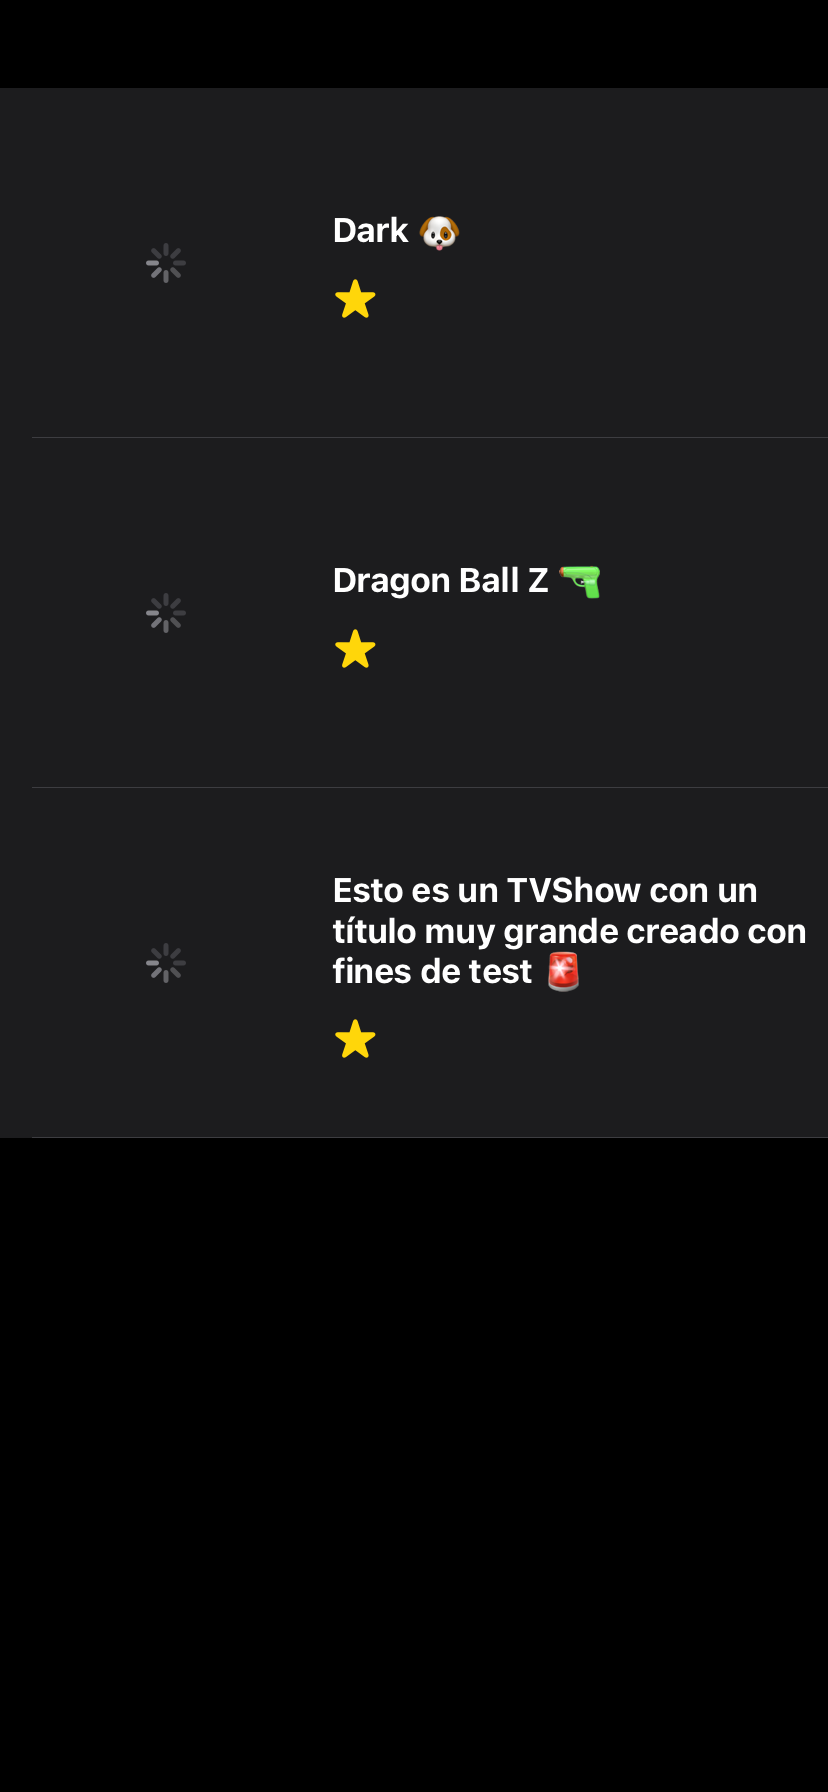 Dark 🐶
⭐
Dragon Ball Z 🔫
⭐
Esto es un TVShow con un
título muy grande creado con
fines de test 🚨
⭐